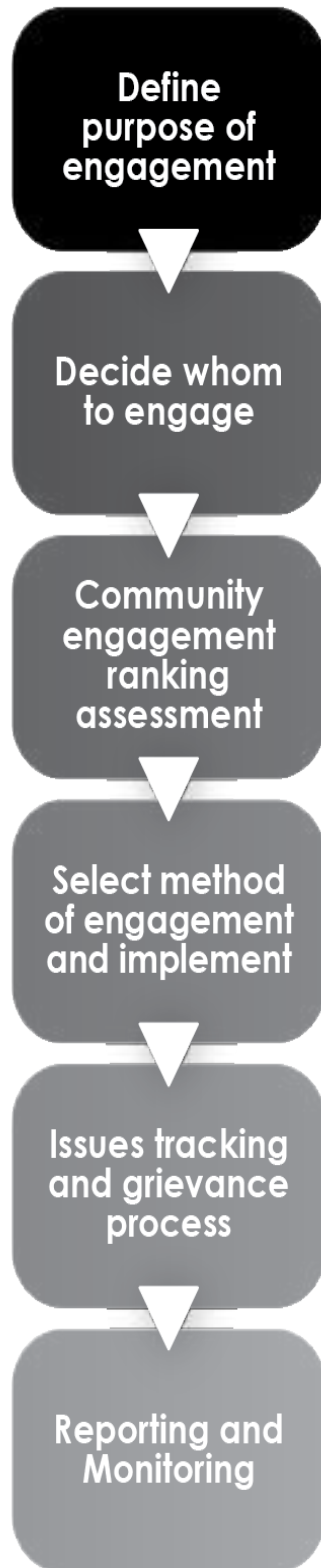 Define
purpose of
engagement
Decide whom
to engage
Community
engagement
ranking
assessment
Select method
of engagement
and implement
Issues tracking
and grievance
process
Reporting and
Monitoring